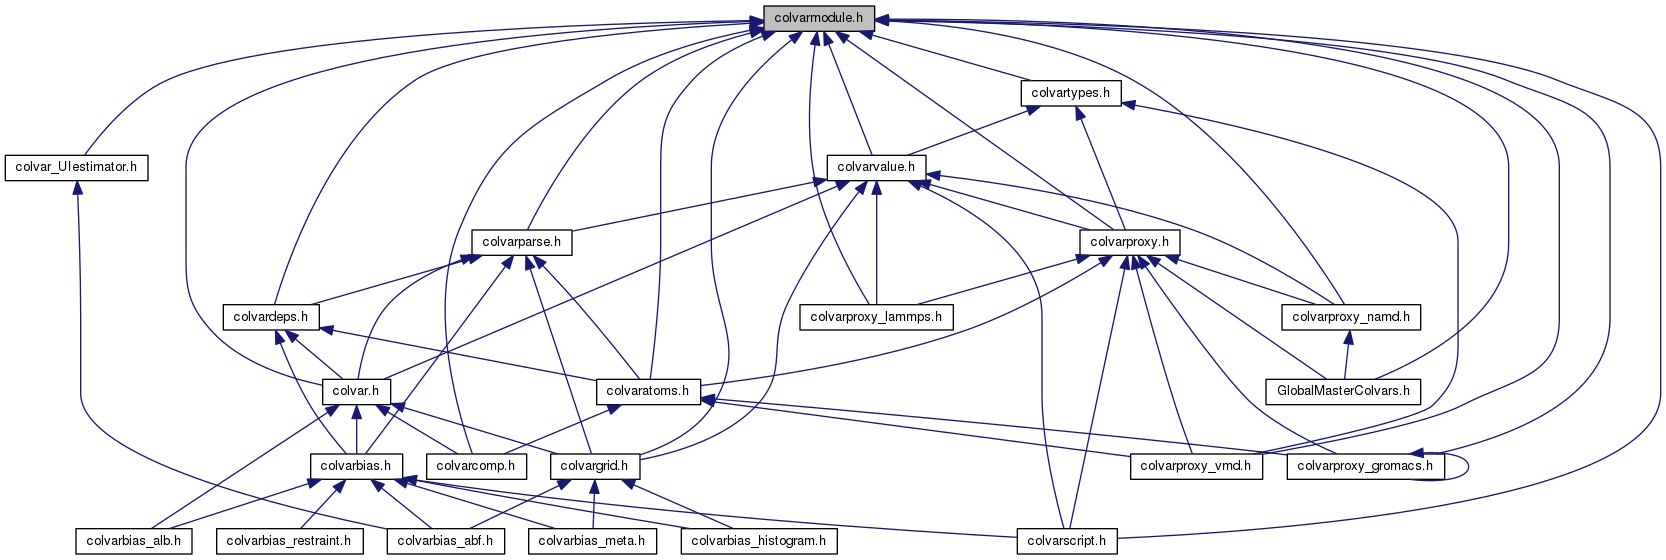 colvarmodule.h
colvartypes.h
colvar_UIestimator.h
colvarvalue.h
colvarparse.h
colvarproxy.h
colvardeps.h
colvarproxy_lammps.h
colvarproxy_namd.h
colvar.h
colvaratoms.h
GlobalMasterColvars.h
colvarbias.h
colvarcomp.h
colvargrid.h
colvarproxy_vmd.h
colvarproxy_gromacs.h
colvarbias_alb.h
colvarbias_restraint.h
colvarbias_abf.h
colvarbias_meta.h
colvarbias_histogram.h
colvarscript.h